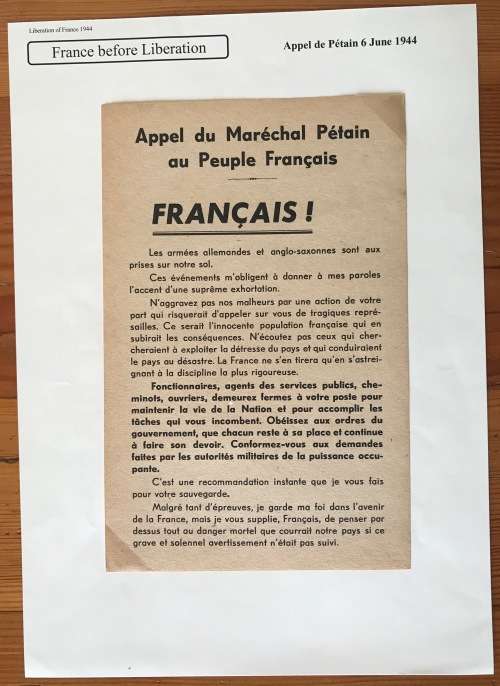 Liberation of France 1944
France before Liberation
Appel de Pétain 6 June 1944
Appel du Maréchal Pétain
au Peuple Français
FRANÇAIS !
Les armées allemandes et anglo-saxonnes sont aux
prises sur notre sol.
Ces événements m'obligent à donner à mes paroles
l'accent d'une suprême exhortation.
N'aggravez pas nos malheurs par une action de votre
part qui risquerait d'appeler sur vous de tragiques repré-
sailles. Ce serait l'innocente population française qui en
subirait les conséquences. N'écoutez pas ceux qui cher-
cheraient à exploiter la détresse du pays et qui conduiraient
le pays au désastre. La France ne s'en tirera qu'en s'astrei-
gnant à la discipline la plus rigoureuse.
Fonctionnaires, agents des services publics, che-
minots, ouvriers, demeurez fermes à votre poste pour
maintenir la vie de la Nation et pour accomplir les
tâches qui vous incombent. Obéissez aux ordres du
gouvernement, que chacun reste à sa place et continue
à faire son devoir. Conformez-vous aux demandes
faites par les autorités militaires de la puissance occu-
pante.
C'est une recommandation instante que je vous fais
pour votre sauvegarde.
Malgré tant d'épreuves, je garde ma foi dans l'avenir
de la France, mais je vous supplie, Français, de penser par
dessus tout au danger mortel que courrait notre pays si ce
grave et solennel avertissement n'était pas suivi.